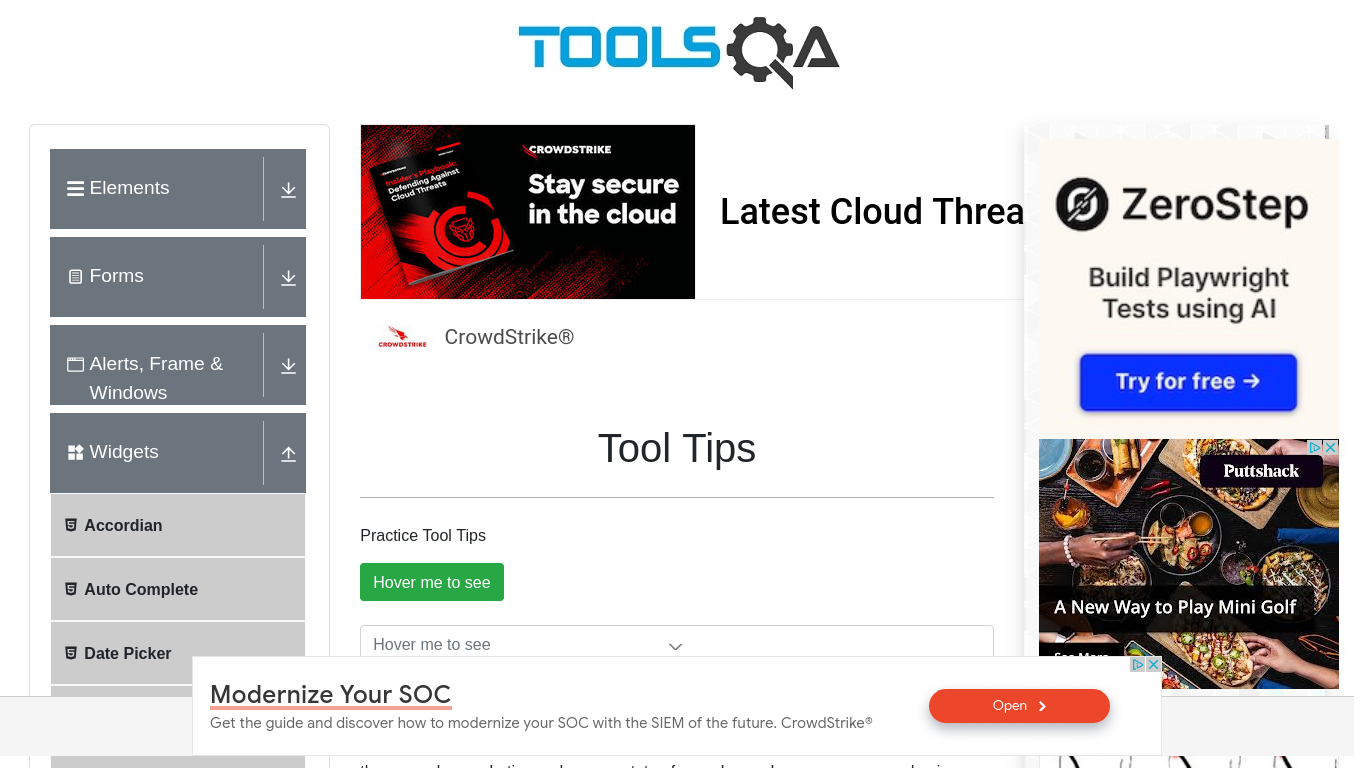 TOOLSQA
Elements
Forms
Alerts, Frame &
Windows
Widgets
Accordian
Auto Complete
Date Picker
CROWDSTRIKE
Insider's Playbook:
Defending Against
Cloud Threats
Stay secure
in the cloud
Latest Cloud Threa
CROWDSTRIKE
CrowdStrike®
Tool Tips
Practice Tool Tips
Hover me to see
Hover me to see
ZeroStep
Build Playwright
Tests using AI
Try for free →
Puttshack
A New Way to Play Mini Golf
Modernize Your SOC
Get the guide and discover how to modernize your SOC with the SIEM of the future. CrowdStrike®
Open